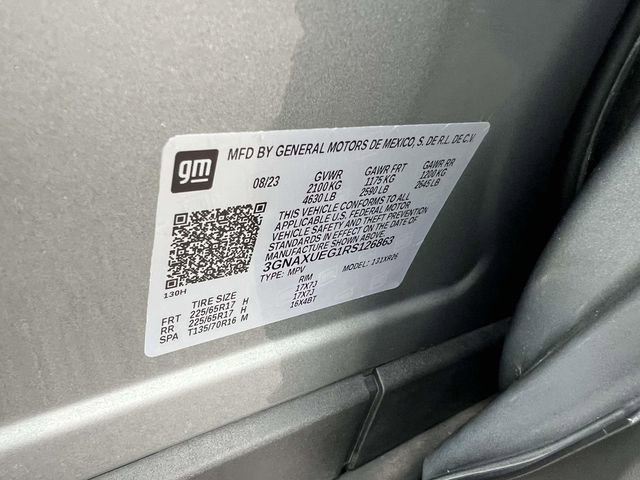 gm
MFD BY GENERAL MOTORS DE MEXICO, S. DE R.L. DE C.V.
08/23 GVWR GAWR FRT GAWR RR
2100 KG 1175 KG 1200 KG
4630 LB 2590 LB 2645 LB
THIS VEHICLE CONFORMS TO ALL
APPLICABLE U.S. FEDERAL MOTOR
VEHICLE SAFETY AND THEFT PREVENTION
STANDARDS IN EFFECT ON THE DATE OF
MANUFACTURE SHOWN ABOVE.
3GNAXUEG1RS126863
TYPE: MPV MODEL: 131XR26
130H
TIRE SIZE RIM
FRT 225/65R17 H 17X7J
RR 225/65R17 H 17X7J
SPA T135/70R16 M 16X4BT